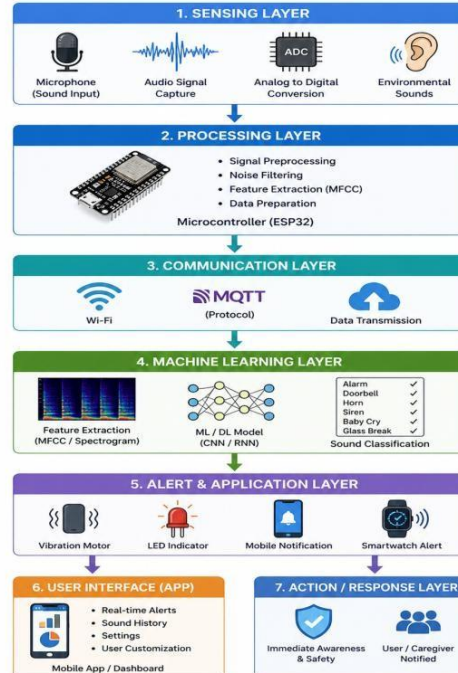 1. SENSING LAYER
Microphone
(Sound Input)
Audio Signal
Capture
ADC
Analog to Digital
Conversion
Environmental
Sounds
2. PROCESSING LAYER
• Signal Preprocessing
• Noise Filtering
• Feature Extraction (MFCC)
• Data Preparation
Microcontroller (ESP32)
3. COMMUNICATION LAYER
Wi-Fi
MQTT
(Protocol)
Data Transmission
4. MACHINE LEARNING LAYER
Feature Extraction
(MFCC / Spectrogram)
ML / DL Model
(CNN / RNN)
Alarm ✓
Doorbell ✓
Horn ✓
Siren ✓
Baby Cry ✓
Glass Break ✓
Sound Classification
5. ALERT & APPLICATION LAYER
Vibration Motor
LED Indicator
Mobile Notification
Smartwatch Alert
6. USER INTERFACE (APP)
• Real-time Alerts
• Sound History
• Settings
• User Customization
Mobile App / Dashboard
7. ACTION / RESPONSE LAYER
Immediate Awareness
& Safety
User / Caregiver
Notified